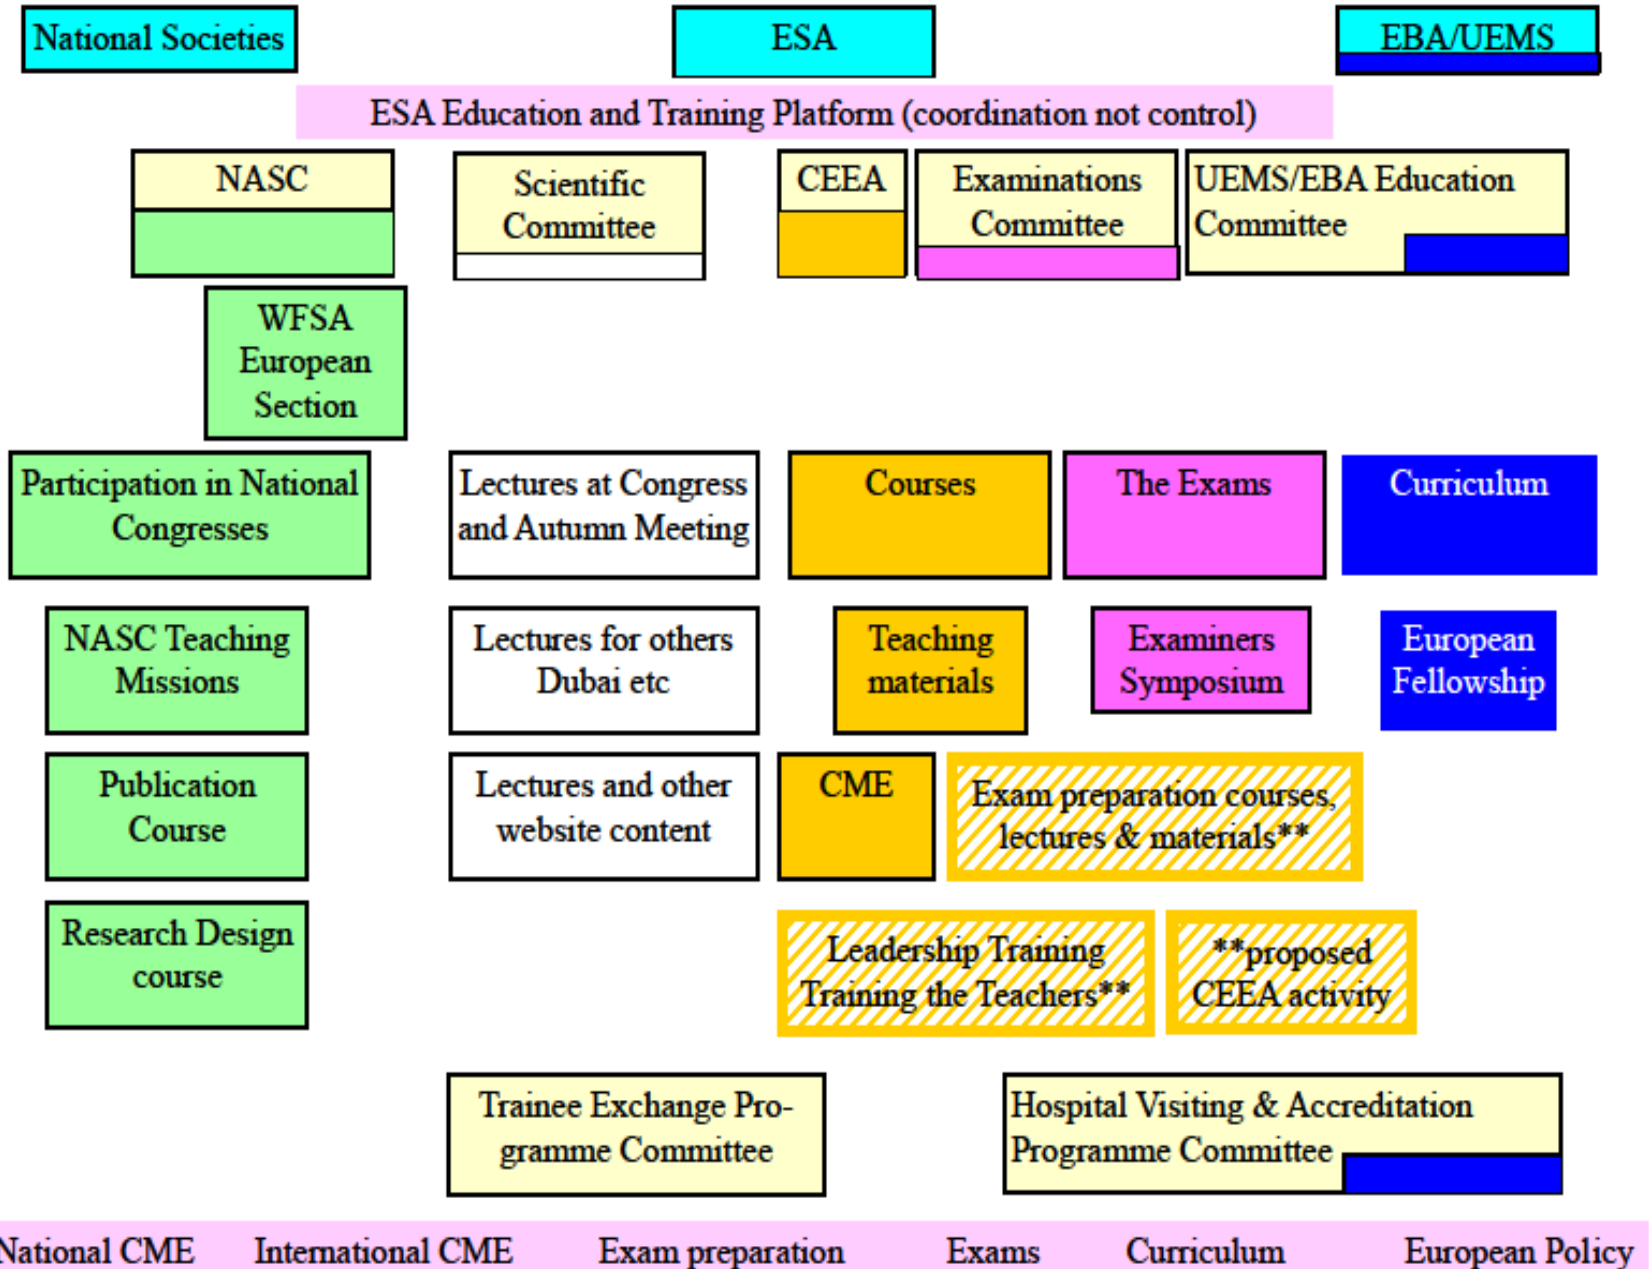 National Societies
ESA
EBA/UEMS
ESA Education and Training Platform (coordination not control)
NASC
Scientific
Committee
CEEA
Examinations
Committee
UEMS/EBA Education
Committee
WFSA
European
Section
Participation in National
Congresses
Lectures at Congress
and Autumn Meeting
Courses
The Exams
Curriculum
NASC Teaching
Missions
Lectures for others
Dubai etc
Teaching
materials
Examiners
Symposium
European
Fellowship
Publication
Course
Lectures and other
website content
CME
Exam preparation courses,
lectures & materials**
Research Design
course
Leadership Training
Training the Teachers**
**proposed
CEEA activity
Trainee Exchange Pro-
gramme Committee
Hospital Visiting & Accreditation
Programme Committee
National CME International CME Exam preparation Exams Curriculum European Policy